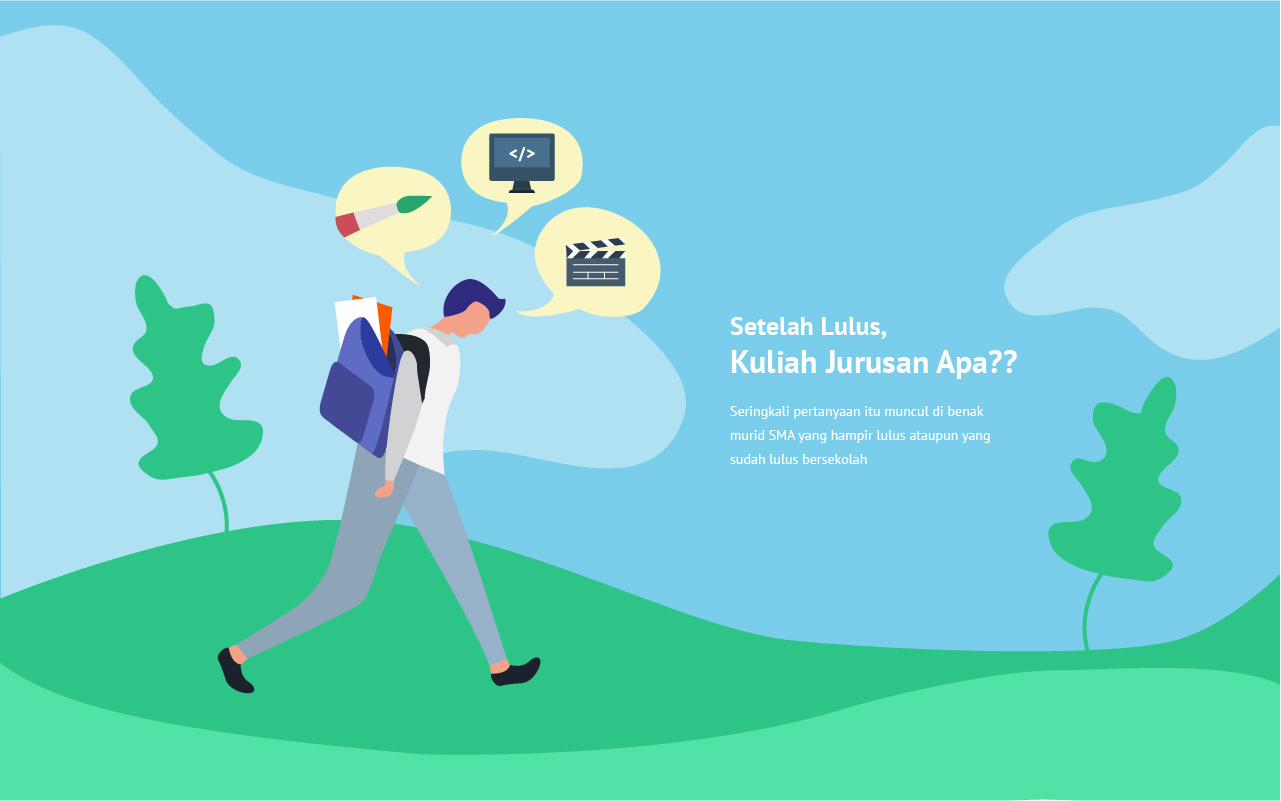 </>
Setelah Lulus,
Kuliah Jurusan Apa??
Seringkali pertanyaan itu muncul di benak
murid SMA yang hampir lulus ataupun yang
sudah lulus bersekolah